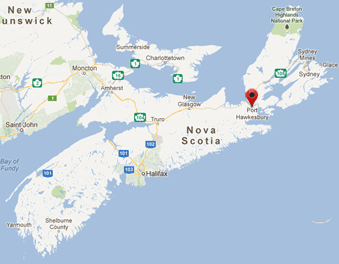 New
unswick
Cape Breton
Highlands
National Park
Summerside
Charlottetown
Sydney
Mines
Glace
Sydney
Moncton
Amherst
New
Glasgow
Port
Hawkesbury
Truro
Nova
Scotia
Saint John
Bay of
Fundy
102
101
103
101
Halifax
Yarmouth
Shelburne
County